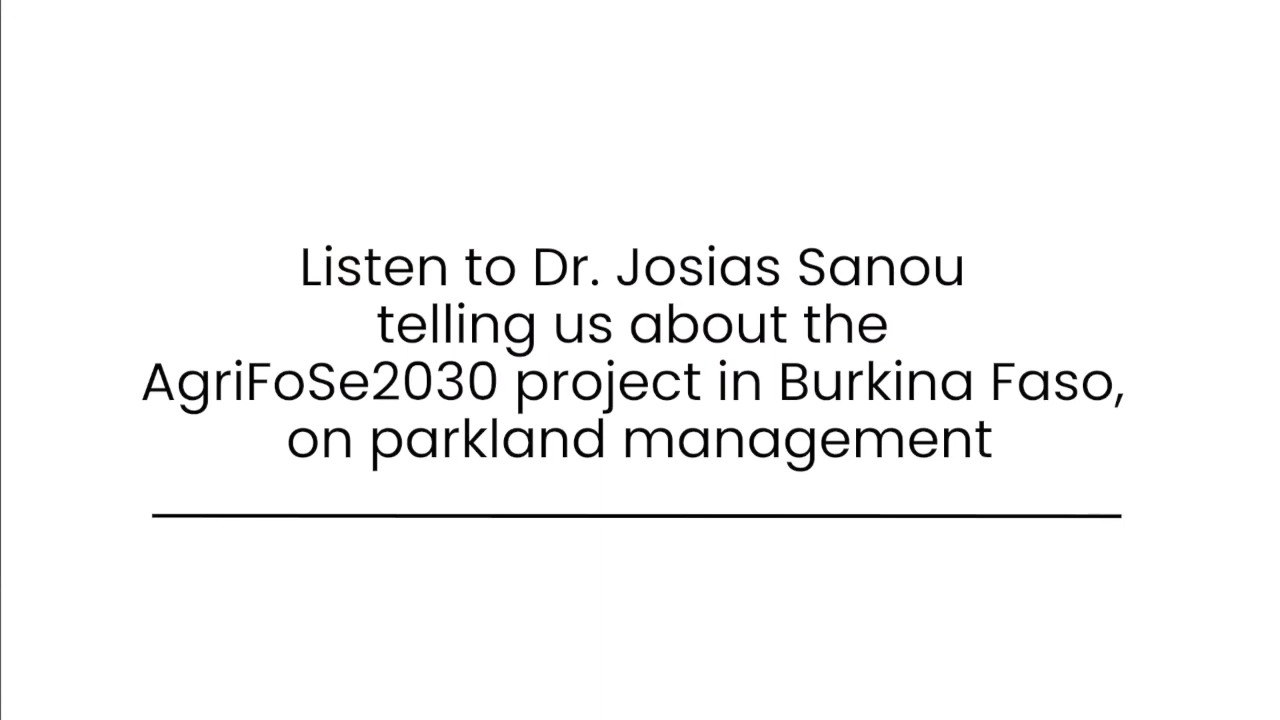 Listen to Dr. Josias Sanou
telling us about the
AgriFoSe2030 project in Burkina Faso,
on parkland management